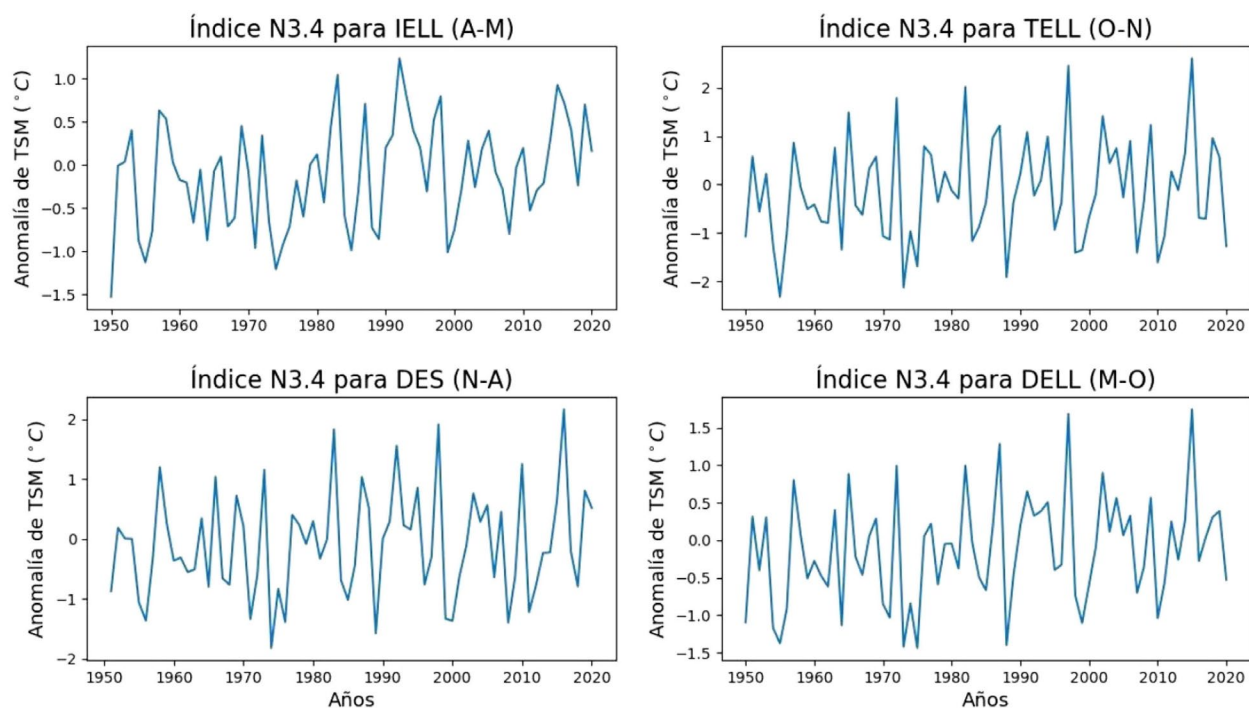 Índice N3.4 para IELL (A-M)
Anomalía de TSM (°C)
1.0
0.5
0.0
−0.5
−1.0
−1.5
1950 1960 1970 1980 1990 2000 2010 2020
Índice N3.4 para TELL (O-N)
Anomalía de TSM (°C)
2
1
0
−1
−2
1950 1960 1970 1980 1990 2000 2010 2020
Índice N3.4 para DES (N-A)
Anomalía de TSM (°C)
2
1
0
−1
−2
1950 1960 1970 1980 1990 2000 2010 2020
Años
Índice N3.4 para DELL (M-O)
Anomalía de TSM (°C)
1.5
1.0
0.5
0.0
−0.5
−1.0
−1.5
1950 1960 1970 1980 1990 2000 2010 2020
Años